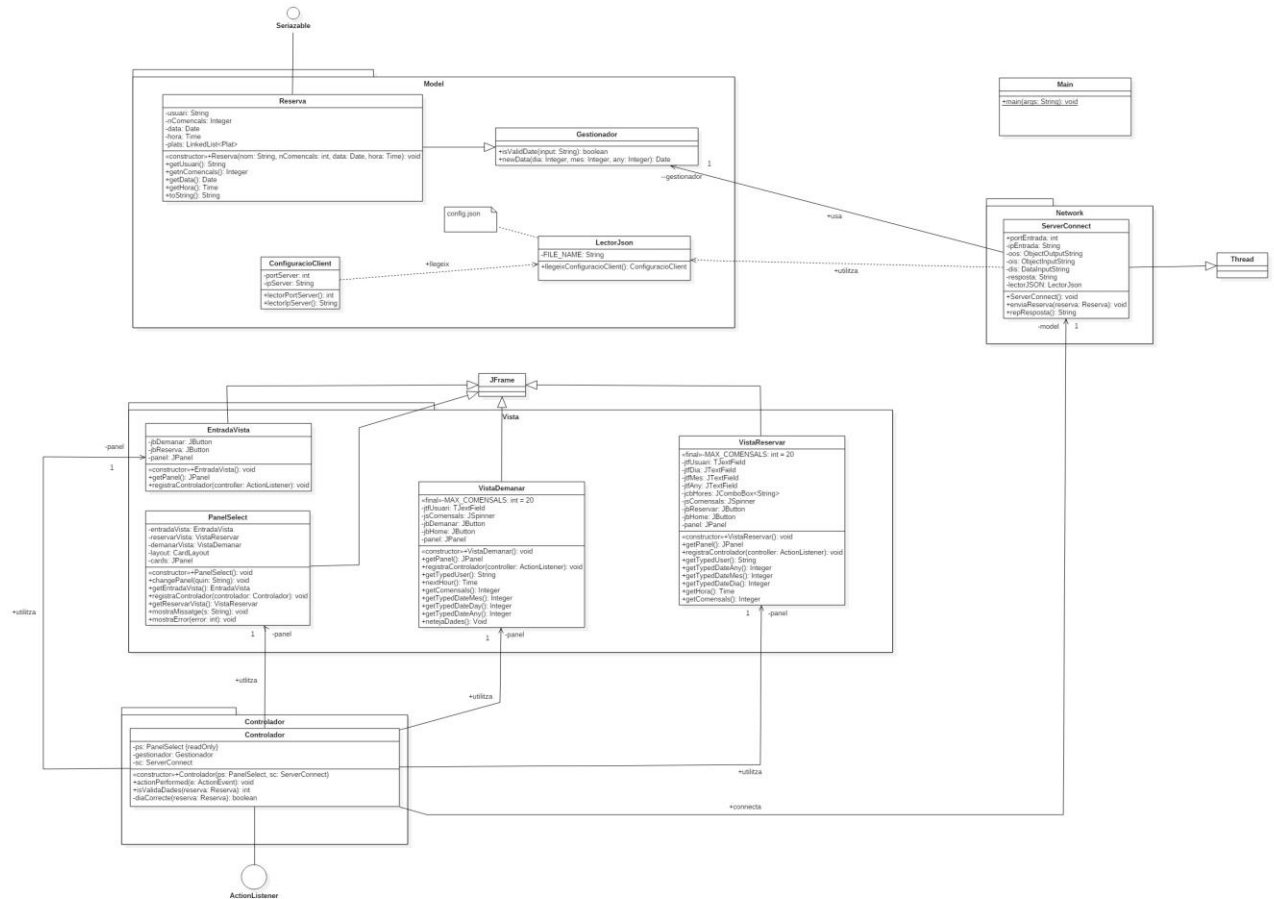 Seriazable
Model
Reserva
-usuari: String
-nComencals: Integer
-data: Date
-hora: Time
-plats: LinkedList<Plat>
«constructor»+Reserva(nom: String, nComencals: int, data: Date, hora: Time): void
+getUsuari(): String
+getnComencals(): Integer
+getData(): Date
+getHora(): Time
+toString(): String
Gestionador
+isValidDate(input: String): boolean
+newData(dia: Integer, mes: Integer, any: Integer): Date
1
--gestionador
Main
+main(args: String): void
+usa
config.json
LectorJson
-FILE_NAME: String
+llegeixConfiguracioClient(): ConfiguracioClient
+llegeix
ConfiguracioClient
-portServer: int
-ipServer: String
+lectorPortServer(): int
+lectorIpServer(): String
+utilitza
Network
ServerConnect
+portEntrada: int
-ipEntrada: String
-oos: ObjectOutputString
-ois: ObjectInputString
-dis: DataInputString
-resposta: String
-lectorJSON: LectorJson
+ServerConnect(): void
+enviaReserva(reserva: Reserva): void
+repResposta(): String
-model
1
Thread
JFrame
Vista
EntradaVista
-jbDemanar: JButton
-jbReserva: JButton
-panel: JPanel
«constructor»+EntradaVista(): void
+getPanel(): JPanel
+registraControlador(controller: ActionListener): void
-panel
1
PanelSelect
-entradaVista: EntradaVista
-reservarVista: VistaReservar
-demanarVista: VistaDemanar
-layout: CardLayout
-cards: JPanel
«constructor»+PanelSelect(): void
+changePanel(quin: String): void
+getEntradaVista(): EntradaVista
+registraControlador(controlador: Controlador): void
+getReservarVista(): VistaReservar
+mostraMissatge(s: String): void
+mostraError(error: int): void
1
-panel
VistaDemanar
«final»-MAX_COMENSALS: int = 20
-jtfUsuari: TJextField
-jsComensals: JSpinner
-jbDemanar: JButton
-jbHome: JButton
-panel: JPanel
«constructor»+VistaDemanar(): void
+getPanel(): JPanel
+registraControlador(controller: ActionListener): void
+getTypedUser(): String
+nextHour(): Time
+getComensals(): Integer
+getTypedDateMes(): Integer
+getTypedDateDay(): Integer
+getTypedDateAny(): Integer
+netejaDades(): Void
1
-panel
VistaReservar
«final»-MAX_COMENSALS: int = 20
-jtfUsuari: TJextField
-jtfDia: JTextField
-jtfMes: JTextField
-jtfAny: JTextField
-jcbHores: JComboBox<String>
-jsComensals: JSpinner
-jbReservar: JButton
-jbHome: JButton
-panel: JPanel
«constructor»+VistaReservar(): void
+getPanel(): JPanel
+registraControlador(controller: ActionListener): void
+getTypedUser(): String
+getTypedDateAny(): Integer
+getTypedDateMes(): Integer
+getTypedDateDia(): Integer
+getHora(): Time
+getComensals(): Integer
1
-panel
+utilitza
+utlitza
+utilitza
+utilitza
Controlador
Controlador
-ps: PanelSelect {readOnly}
-gestionador: Gestionador
-sc: ServerConnect
«constructor»+Controlador(ps: PanelSelect, sc: ServerConnect)
+actionPerformed(e: ActionEvent): void
+isValidaDades(reserva: Reserva): int
-diaCorrecte(reserva: Reserva): boolean
+connecta
ActionListener